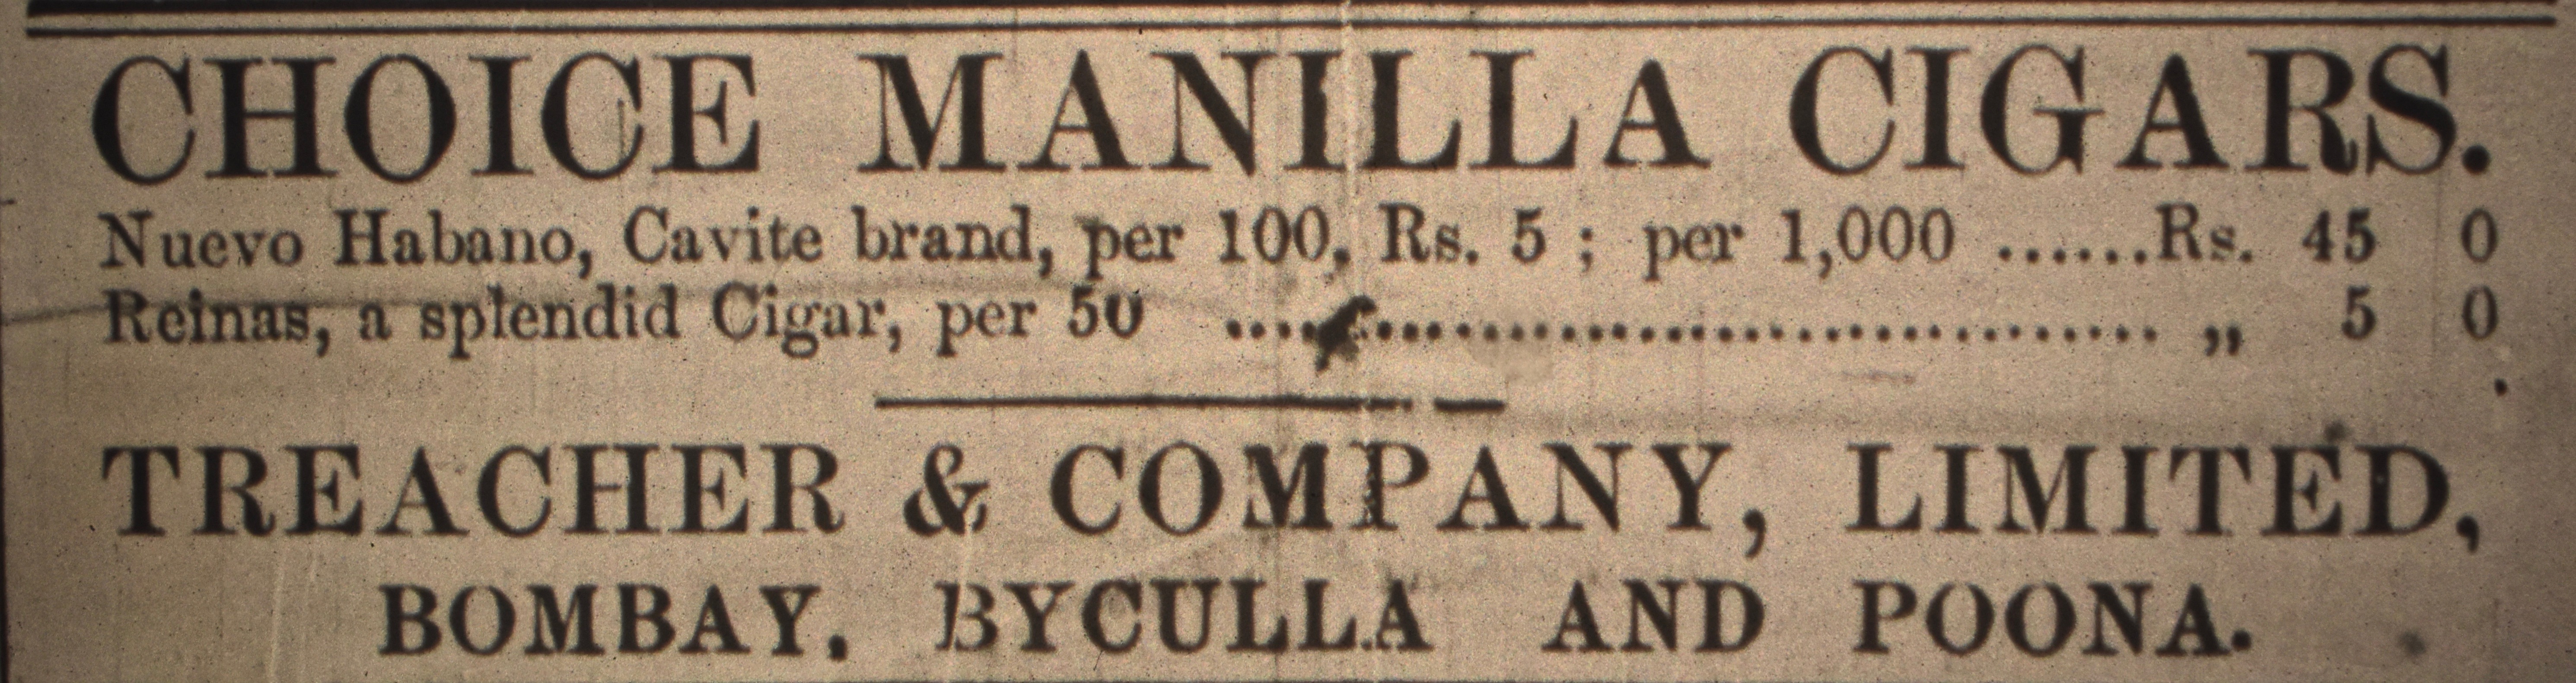 CHOICE MANILLA CIGARS.
Nuevo Habano, Cavite brand, per 100, Rs. 5 ; per 1,000 ......Rs. 45 0
Reinas, a splendid Cigar, per 50 .................................... „ 5 0
TREACHER & COMPANY, LIMITED,
BOMBAY, BYCULLA AND POONA.